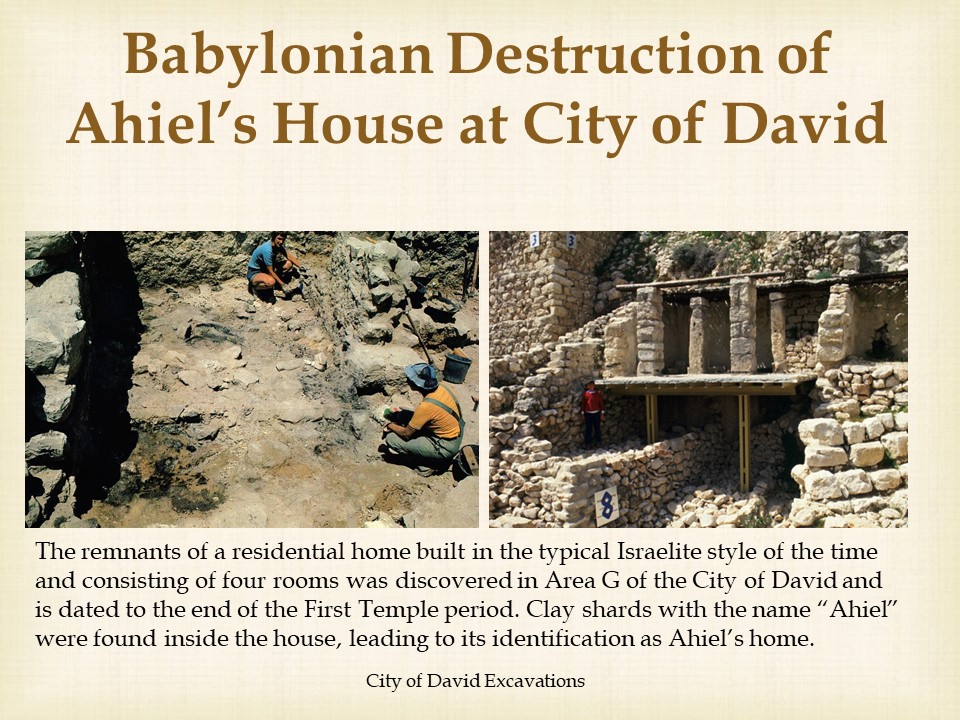 Babylonian Destruction of
Ahiel’s House at City of David
3 3
8
The remnants of a residential home built in the typical Israelite style of the time
and consisting of four rooms was discovered in Area G of the City of David and
is dated to the end of the First Temple period. Clay shards with the name “Ahiel”
were found inside the house, leading to its identification as Ahiel’s home.
City of David Excavations